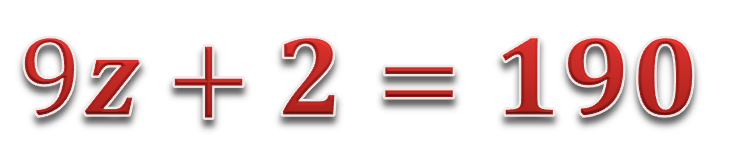 9z + 2 = 190